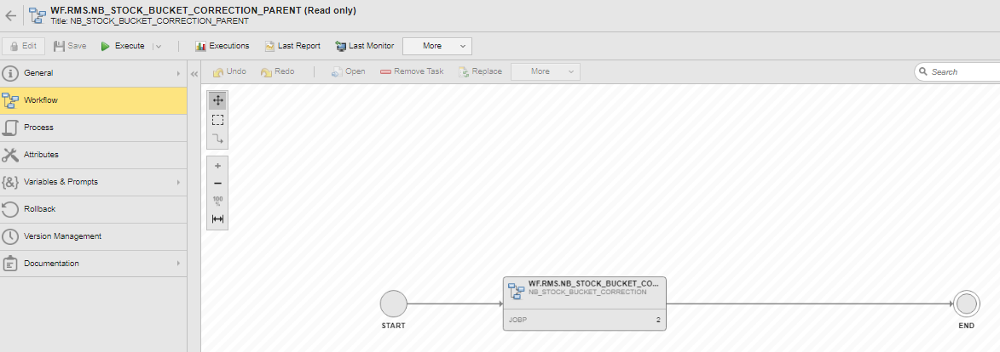 WF.RMS.NB_STOCK_BUCKET_CORRECTION_PARENT (Read only)
Title: NB_STOCK_BUCKET_CORRECTION_PARENT
Edit Save Execute Executions Last Report Last Monitor More
General
Workflow
Process
Attributes
{&} Variables & Prompts
Rollback
Version Management
Documentation
Undo Redo Open Remove Task Replace More Search
100
%
WF.RMS.NB_STOCK_BUCKET_CO...
NB_STOCK_BUCKET_CORRECTION
JOBP 2
START
END